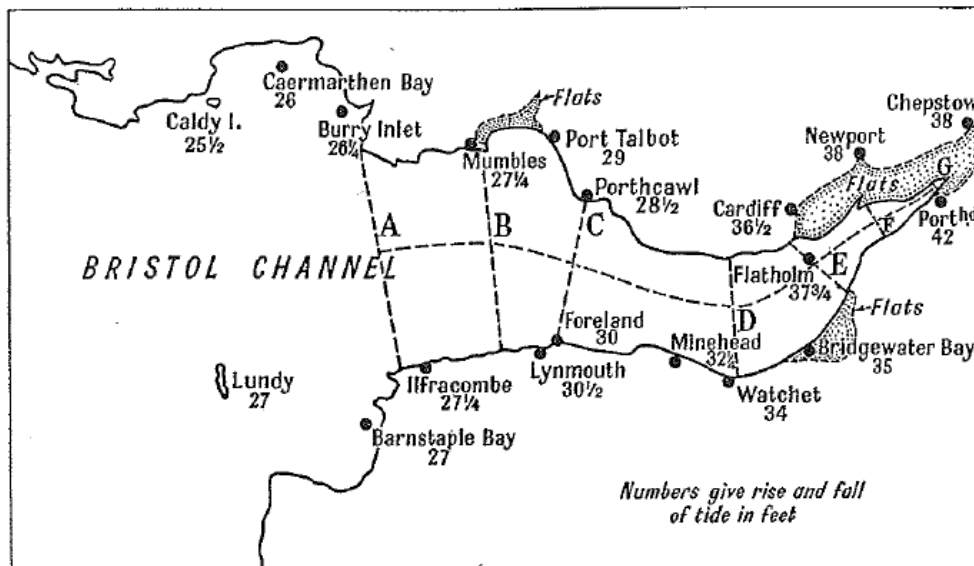 Caermarthen Bay
26
Caldy I.
25½
Burry Inlet
26¼
Flats
Mumbles
27¼
Port Talbot
29
Porthcawl
28½
Chepstow
38
Newport
38
Flats
Cardiff
36½
G
F
42
A
B
C
BRISTOL CHANNEL
Flatholm
37¾
E
D
Flats
Foreland
30
Minehead
Bridgewater Bay
35
Lundy
27
Ilfracombe
27¼
Lynmouth
30½
Watchet
34
Barnstaple Bay
27
Numbers give rise and fall
of tide in feet